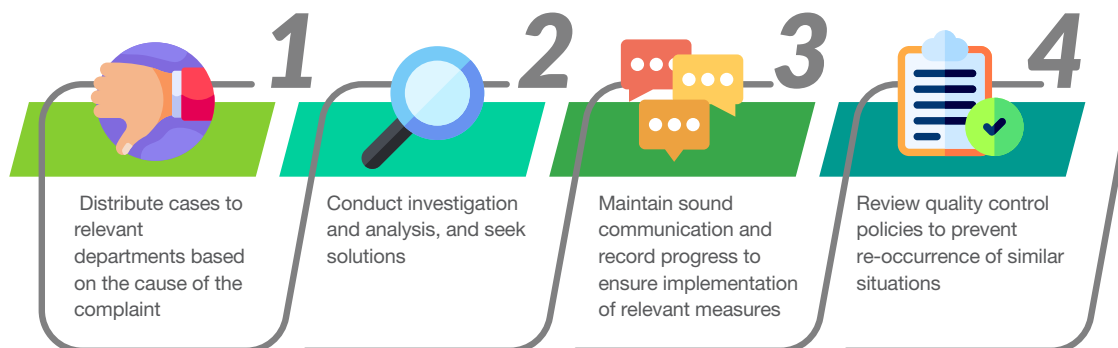 1
Distribute cases to
relevant
departments based
on the cause of the
complaint
2
Conduct investigation
and analysis, and seek
solutions
3
Maintain sound
communication and
record progress to
ensure implementation
of relevant measures
4
Review quality control
policies to prevent
re-occurrence of similar
situations